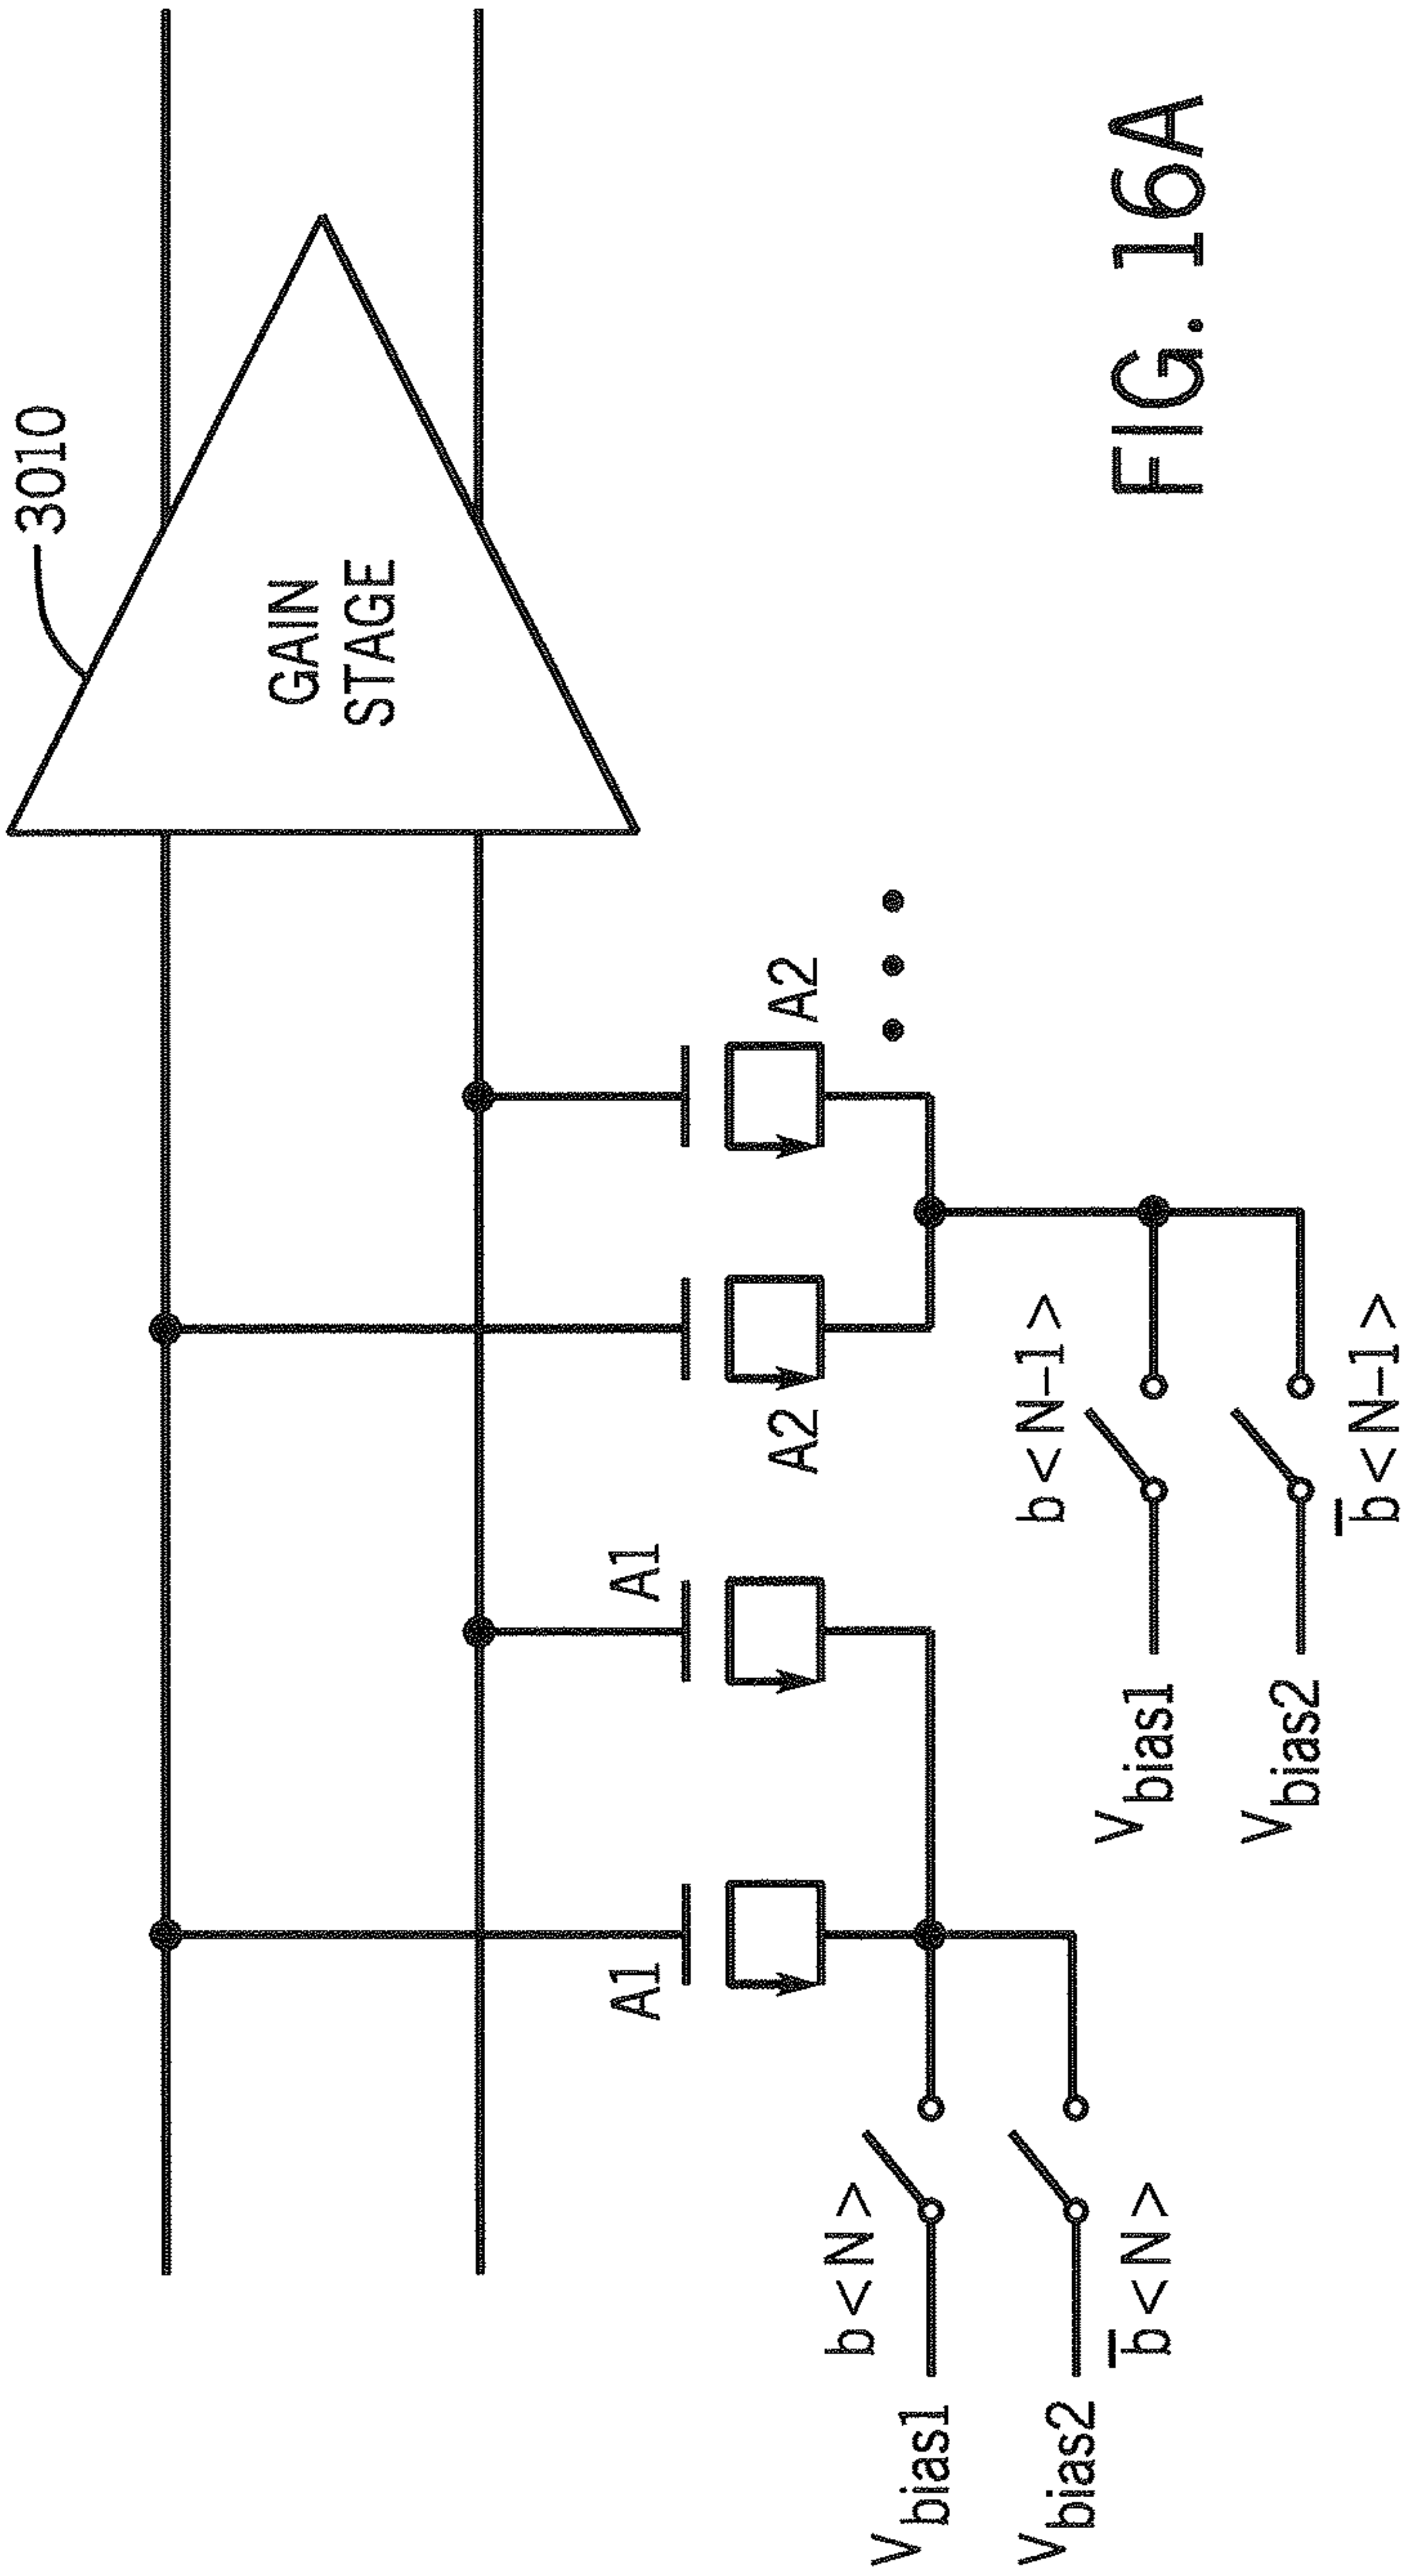 3010
GAIN
STAGE
A1
A1
A2
A2
b<N>
Vbias1
Vbias2
b̅<N>
b<N–1>
Vbias1
Vbias2
b̅<N–1>
FIG. 16A